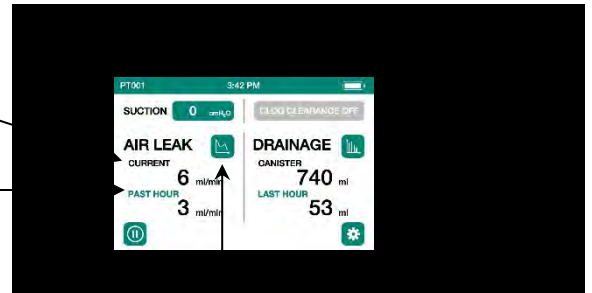 PT001 3:42 PM
SUCTION 0 cmH₂O CLOG CLEARANCE OFF
AIR LEAK DRAINAGE
CURRENT CANISTER
6 ml/min 740 ml
PAST HOUR LAST HOUR
3 ml/min 53 ml